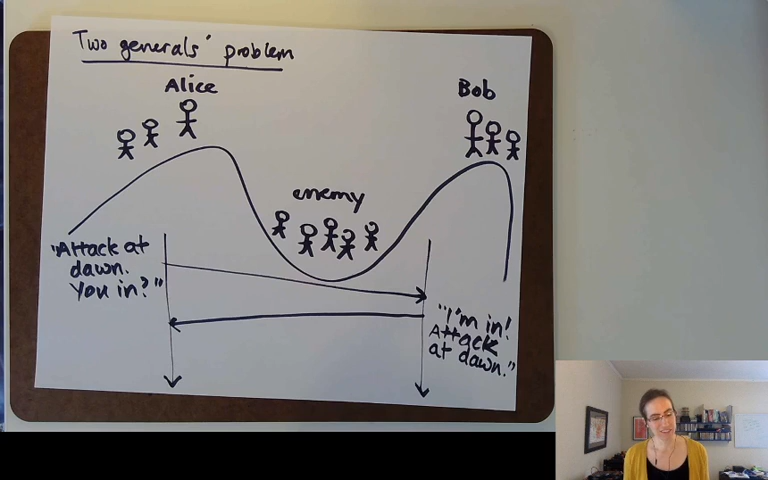 Two generals' problem
Alice
Bob
enemy
"Attack at
dawn.
You in?"
"I'm in!
Attack
at dawn."